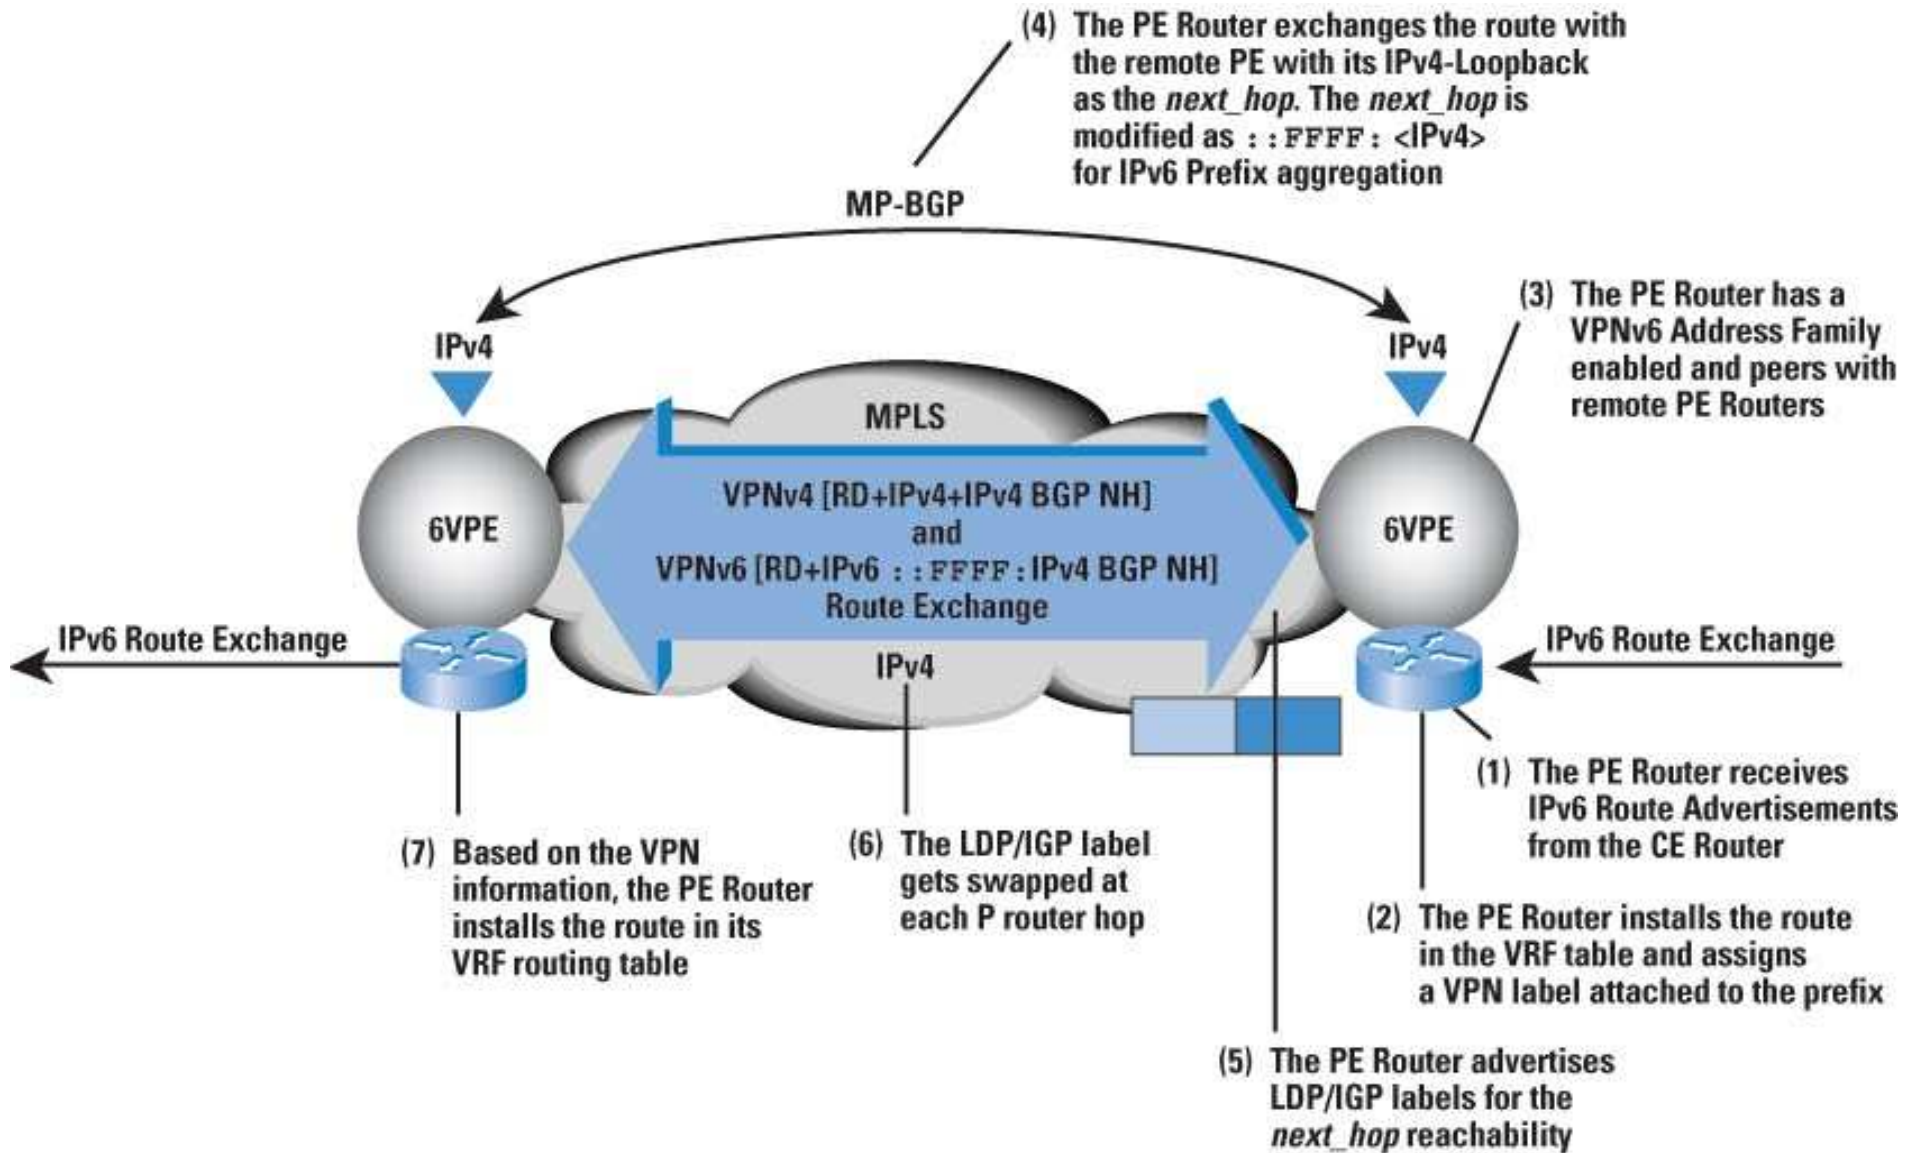 (4) The PE Router exchanges the route with
the remote PE with its IPv4-Loopback
as the next_hop. The next_hop is
modified as ::FFFF: <IPv4>
for IPv6 Prefix aggregation
MP-BGP
IPv4
IPv4
(3) The PE Router has a
VPNv6 Address Family
enabled and peers with
remote PE Routers
MPLS
VPNv4 [RD+IPv4+IPv4 BGP NH]
and
VPNv6 [RD+IPv6 ::FFFF:IPv4 BGP NH]
Route Exchange
6VPE
6VPE
IPv6 Route Exchange
IPv6 Route Exchange
IPv4
(1) The PE Router receives
IPv6 Route Advertisements
from the CE Router
(7) Based on the VPN
information, the PE Router
installs the route in its
VRF routing table
(6) The LDP/IGP label
gets swapped at
each P router hop
(2) The PE Router installs the route
in the VRF table and assigns
a VPN label attached to the prefix
(5) The PE Router advertises
LDP/IGP labels for the
next_hop reachability